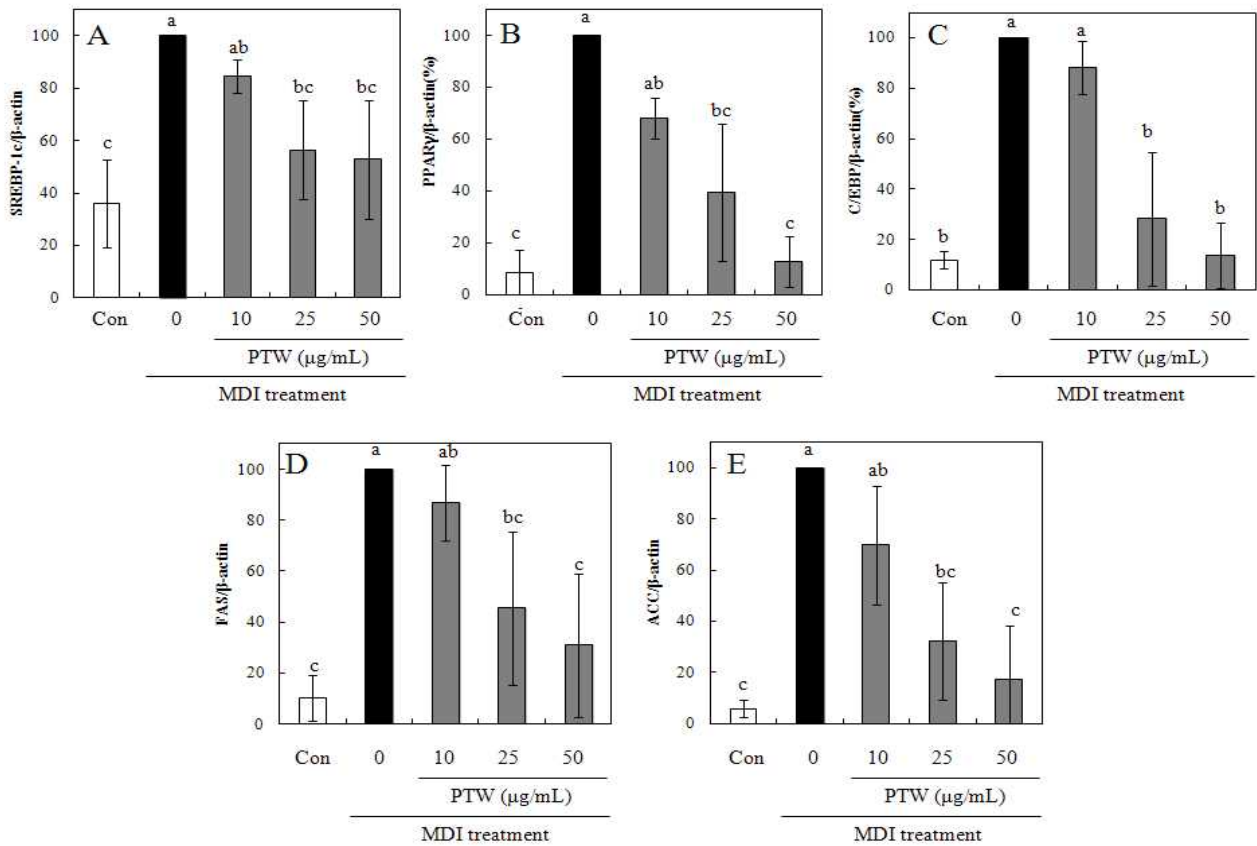 A
SREBP-1c/β-actin
100
80
60
40
20
0
c
a
ab
bc
bc
Con
0
10
25
50
PTW (µg/mL)
MDI treatment
B
PPARγ/β-actin(%)
100
80
60
40
20
0
c
a
ab
bc
c
Con
0
10
25
50
PTW (µg/mL)
MDI treatment
C
C/EBP/β-actin(%)
100
80
60
40
20
0
b
a
a
b
b
Con
0
10
25
50
PTW (µg/mL)
MDI treatment
D
FAS/β-actin
100
80
60
40
20
0
c
a
ab
bc
c
Con
0
10
25
50
PTW (µg/mL)
MDI treatment
E
ACC/β-actin
100
80
60
40
20
0
c
a
ab
bc
c
Con
0
10
25
50
PTW (µg/mL)
MDI treatment